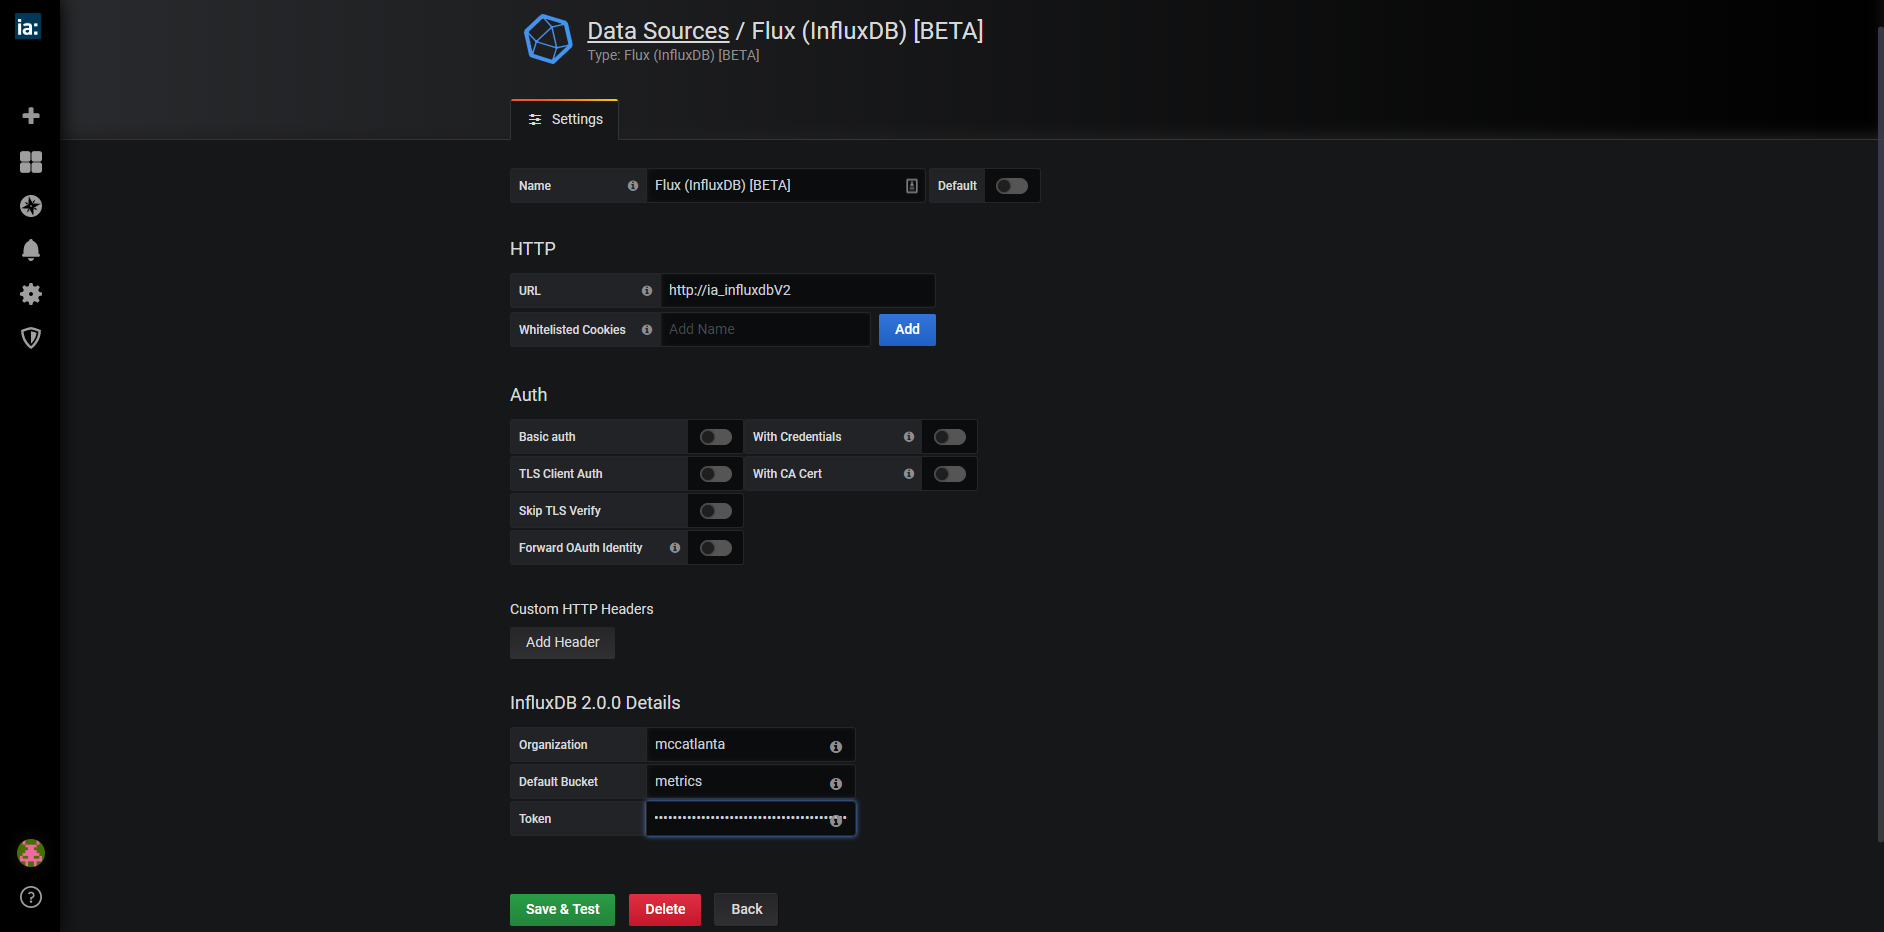 ia:
Data Sources / Flux (InfluxDB) [BETA]
Type: Flux (InfluxDB) [BETA]
Settings
Name Flux (InfluxDB) [BETA] Default
HTTP
URL http://ia_influxdbV2
Whitelisted Cookies Add Name Add
Auth
Basic auth With Credentials
TLS Client Auth With CA Cert
Skip TLS Verify
Forward OAuth Identity
Custom HTTP Headers
Add Header
InfluxDB 2.0.0 Details
Organization mccatlanta
Default Bucket metrics
Token
Save & Test Delete Back